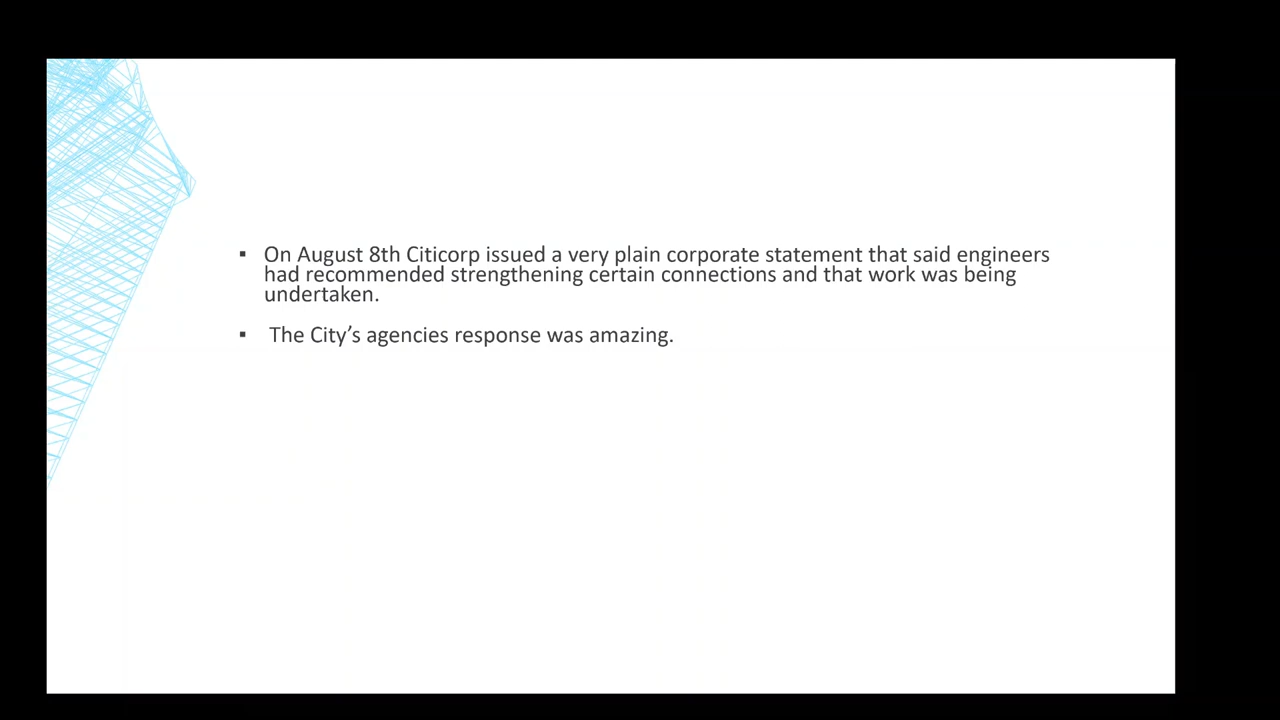 ▪ On August 8th Citicorp issued a very plain corporate statement that said engineers
had recommended strengthening certain connections and that work was being
undertaken.
▪ The City’s agencies response was amazing.